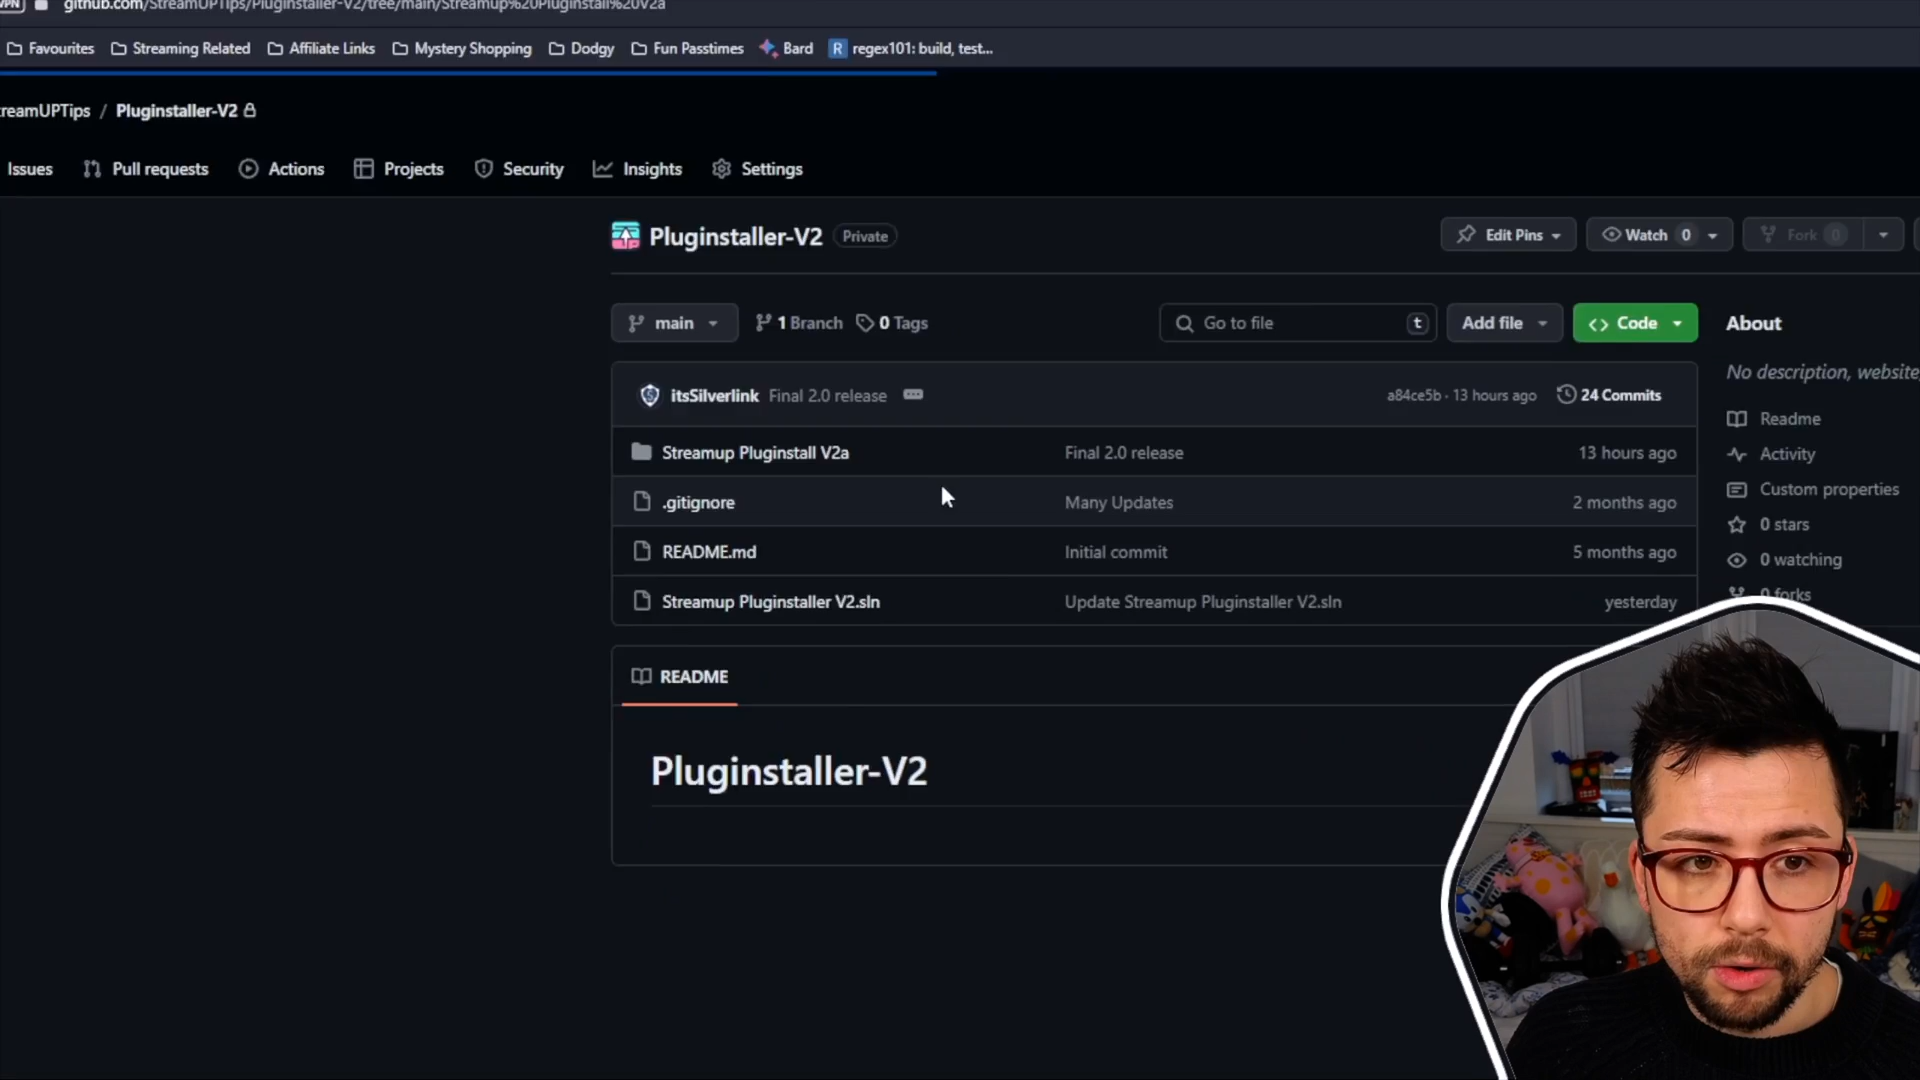 VPN github.com/StreamUPTips/Pluginstaller-V2/tree/main/Streamup%20Pluginstall%20V2a
Favourites Streaming Related Affiliate Links Mystery Shopping Dodgy Fun Passtimes Bard R regex101: build, test...
reamUPTips / Pluginstaller-V2
Issues Pull requests Actions Projects Security Insights Settings
Pluginstaller-V2 Private Edit Pins Watch 0 Fork 0
main 1 Branch 0 Tags Go to file t Add file <> Code About
No description, website,
itsSilverlink Final 2.0 release a84ce5b · 13 hours ago 24 Commits
Readme
Streamup Pluginstall V2a Final 2.0 release 13 hours ago
Activity
.gitignore Many Updates 2 months ago
Custom properties
0 stars
README.md Initial commit 5 months ago
0 watching
Streamup Pluginstaller V2.sln Update Streamup Pluginstaller V2.sln yesterday
0 forks
README
Pluginstaller-V2